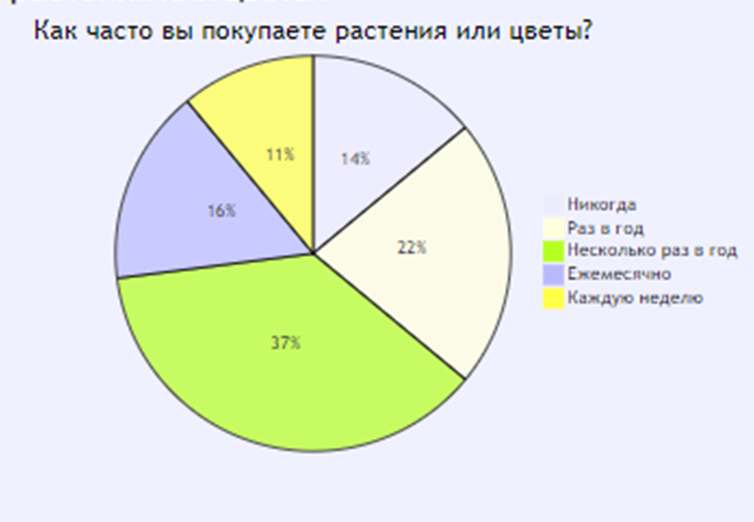 Как часто вы покупаете растения или цветы?
11%
14%
16%
22%
37%
Никогда
Раз в год
Несколько раз в год
Ежемесячно
Каждую неделю